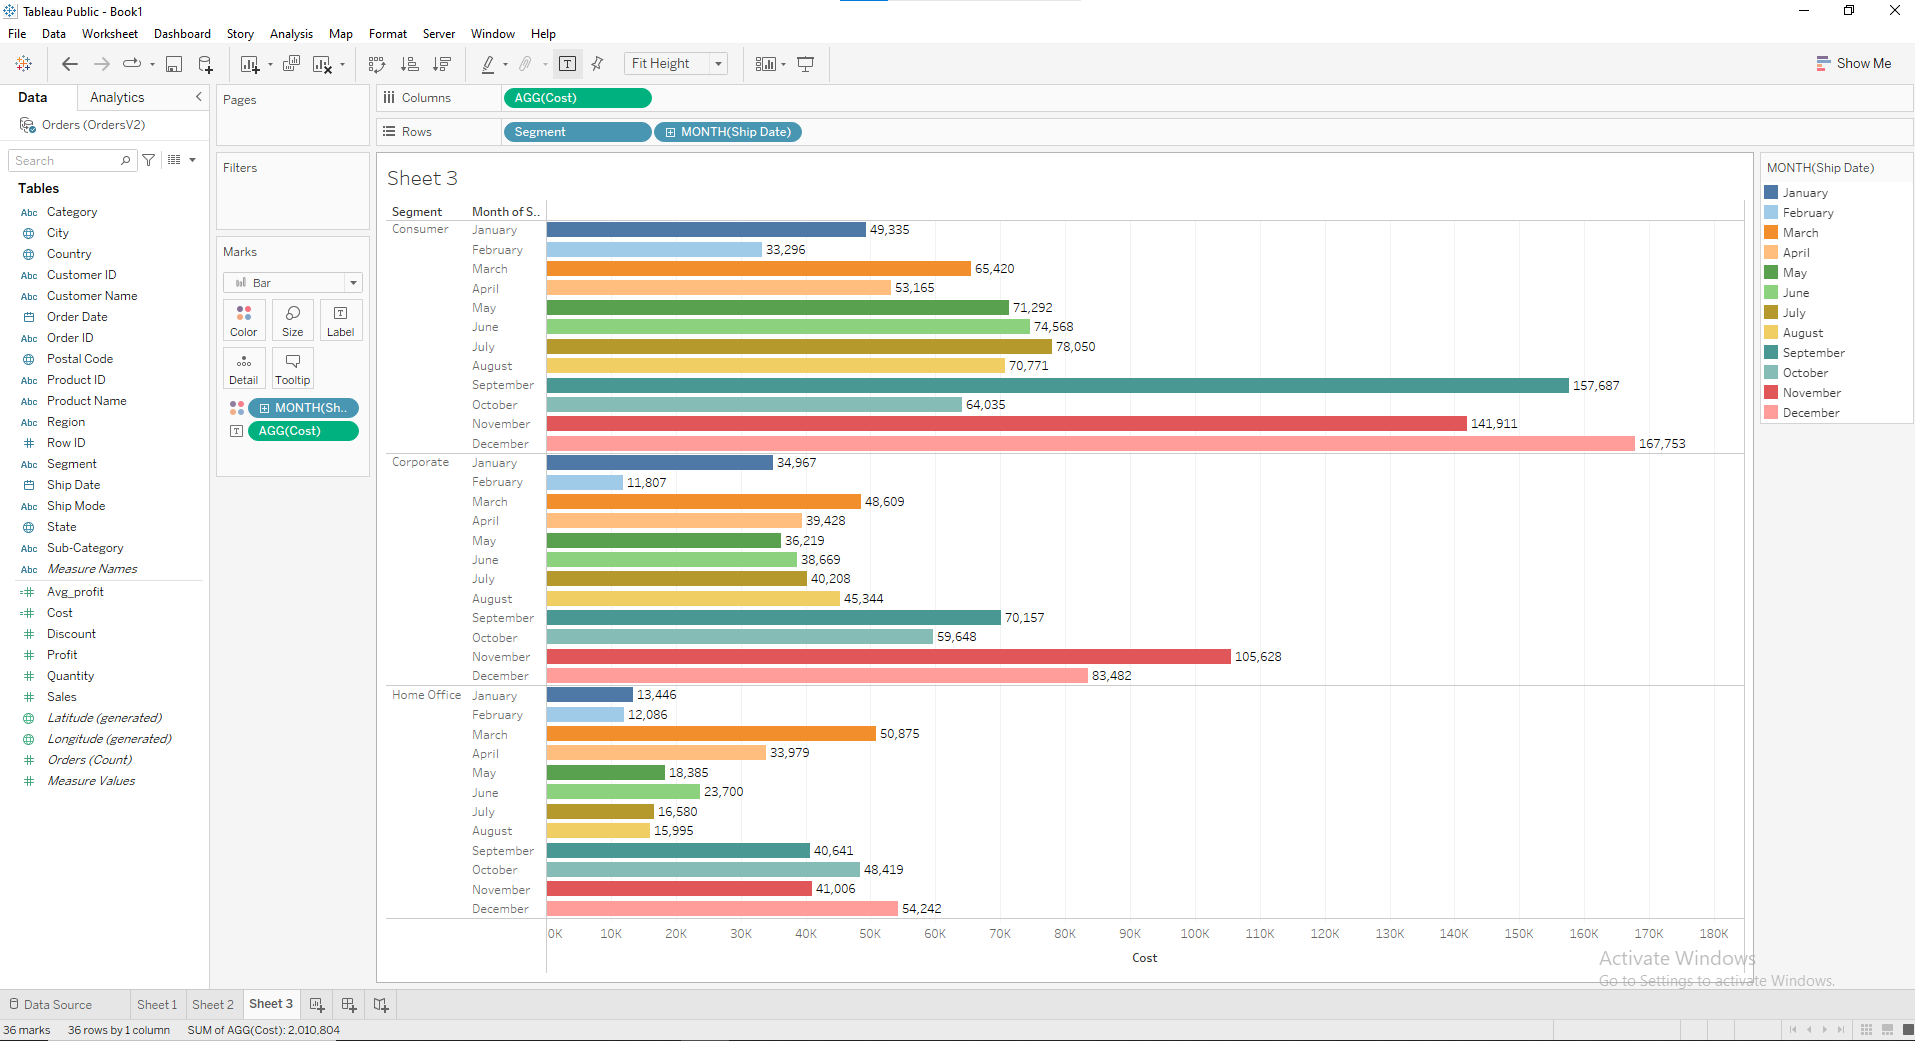 Tableau Public - Book1
File Data Worksheet Dashboard Story Analysis Map Format Server Window Help
Fit Height
Show Me
Data Analytics
Orders (OrdersV2)
Search
Tables
Abc Category
City
Country
Abc Customer ID
Abc Customer Name
Order Date
Abc Order ID
Postal Code
Abc Product ID
Abc Product Name
Abc Region
Row ID
Abc Segment
Ship Date
Abc Ship Mode
State
Abc Sub-Category
Abc Measure Names
Avg_profit
Cost
Discount
Profit
Quantity
Sales
Latitude (generated)
Longitude (generated)
Orders (Count)
Measure Values
Pages
Filters
Marks
Bar
Color Size Label
Detail Tooltip
MONTH(Sh..
AGG(Cost)
Columns AGG(Cost)
Rows Segment MONTH(Ship Date)
Sheet 3
Segment Month of S..
Consumer January 49,335
February 33,296
March 65,420
April 53,165
May 71,292
June 74,568
July 78,050
August 70,771
September 157,687
October 64,035
November 141,911
December 167,753
Corporate January 34,967
February 11,807
March 48,609
April 39,428
May 36,219
June 38,669
July 40,208
August 45,344
September 70,157
October 59,648
November 105,628
December 83,482
Home Office January 13,446
February 12,086
March 50,875
April 33,979
May 18,385
June 23,700
July 16,580
August 15,995
September 40,641
October 48,419
November 41,006
December 54,242
0K 10K 20K 30K 40K 50K 60K 70K 80K 90K 100K 110K 120K 130K 140K 150K 160K 170K 180K
Cost
MONTH(Ship Date)
January
February
March
April
May
June
July
August
September
October
November
December
Activate Windows
Go to Settings to activate Windows.
Data Source Sheet 1 Sheet 2 Sheet 3
36 marks 36 rows by 1 column SUM of AGG(Cost): 2,010,804